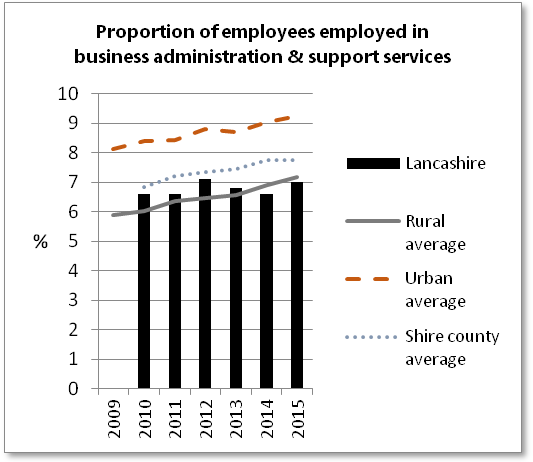 Proportion of employees employed in
business administration & support services
10
9
8
7
6
5
4
3
2
1
0
%
2009
2010
2011
2012
2013
2014
2015
Lancashire
Rural
average
Urban
average
Shire county
average